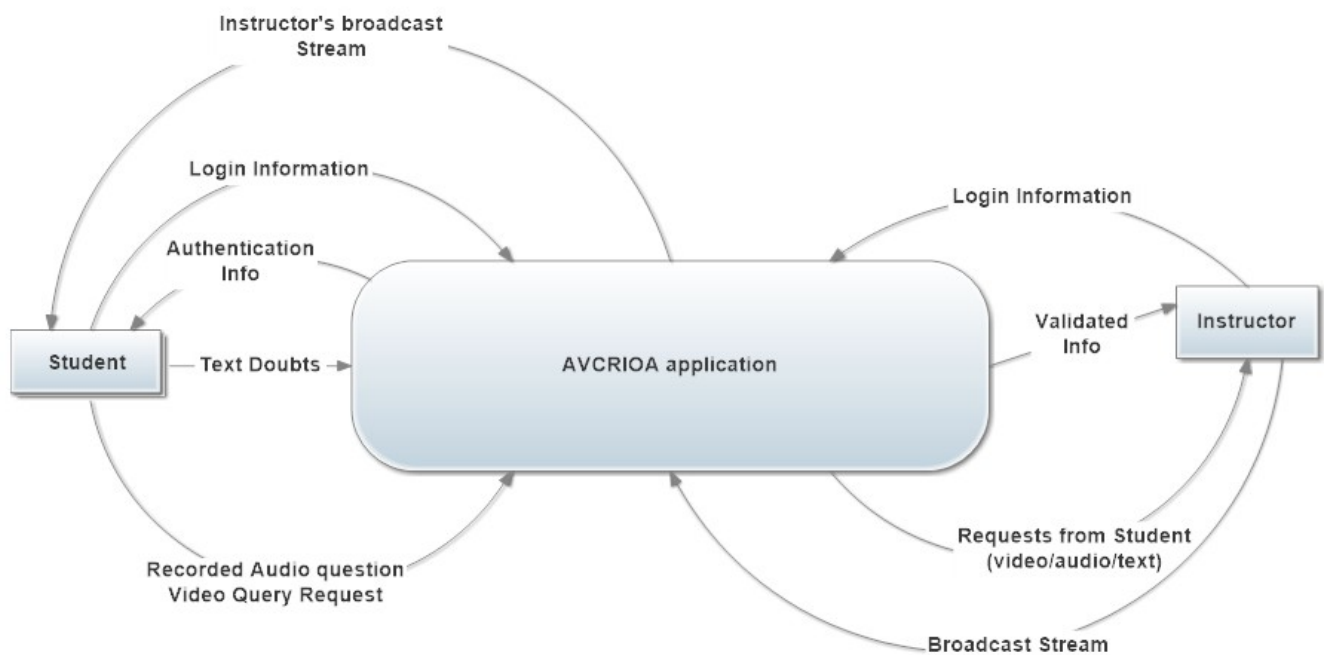 Instructor's broadcast
Stream
Login Information
Login Information
Authentication
Info
Validated
Info
Student
Text Doubts
AVCRIOA application
Instructor
Requests from Student
(video/audio/text)
Recorded Audio question
Video Query Request
Broadcast Stream